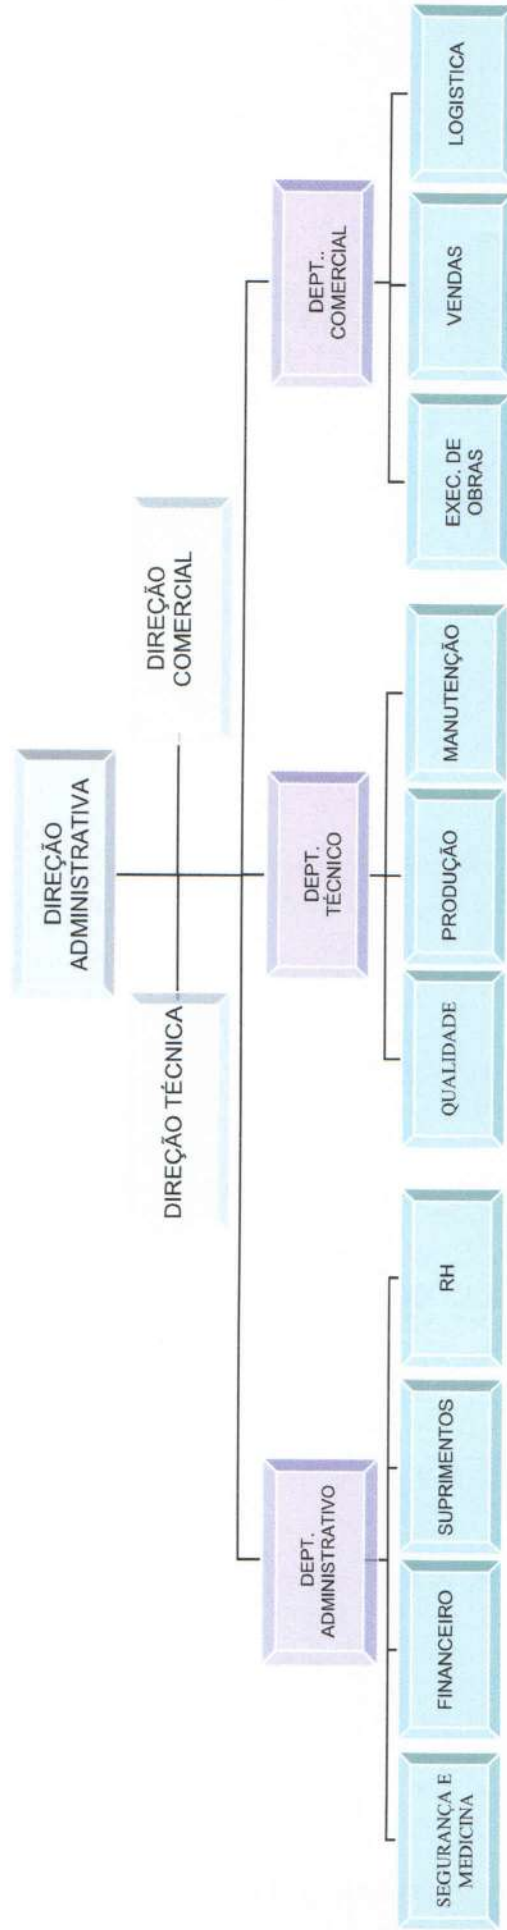 DIREÇÃO
ADMINISTRATIVA
DIREÇÃO TÉCNICA
DIREÇÃO
COMERCIAL
DEPT.
ADMINISTRATIVO
DEPT.
TÉCNICO
DEPT..
COMERCIAL
SEGURANÇA E
MEDICINA
FINANCEIRO
SUPRIMENTOS
RH
QUALIDADE
PRODUÇÃO
MANUTENÇÃO
EXEC. DE
OBRAS
VENDAS
LOGISTICA